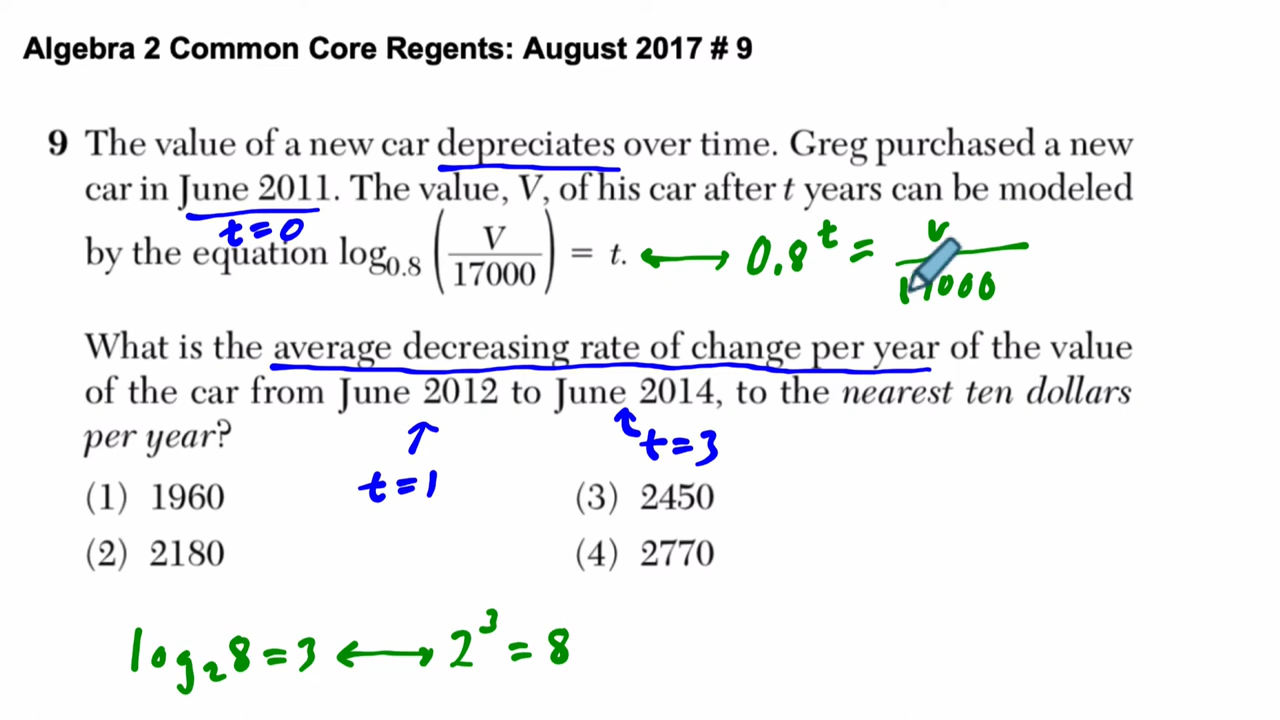 Algebra 2 Common Core Regents: August 2017 # 9
9 The value of a new car depreciates over time. Greg purchased a new
car in June 2011. The value, V, of his car after t years can be modeled
t=0
by the equation log₀.₈ (V/17000) = t. ⟷ 0.8^t = V/17000
What is the average decreasing rate of change per year of the value
of the car from June 2012 to June 2014, to the nearest ten dollars
per year? ↑ ↑ t=3
t=1
(1) 1960 (3) 2450
(2) 2180 (4) 2770
log₂8=3 ⟷ 2³=8